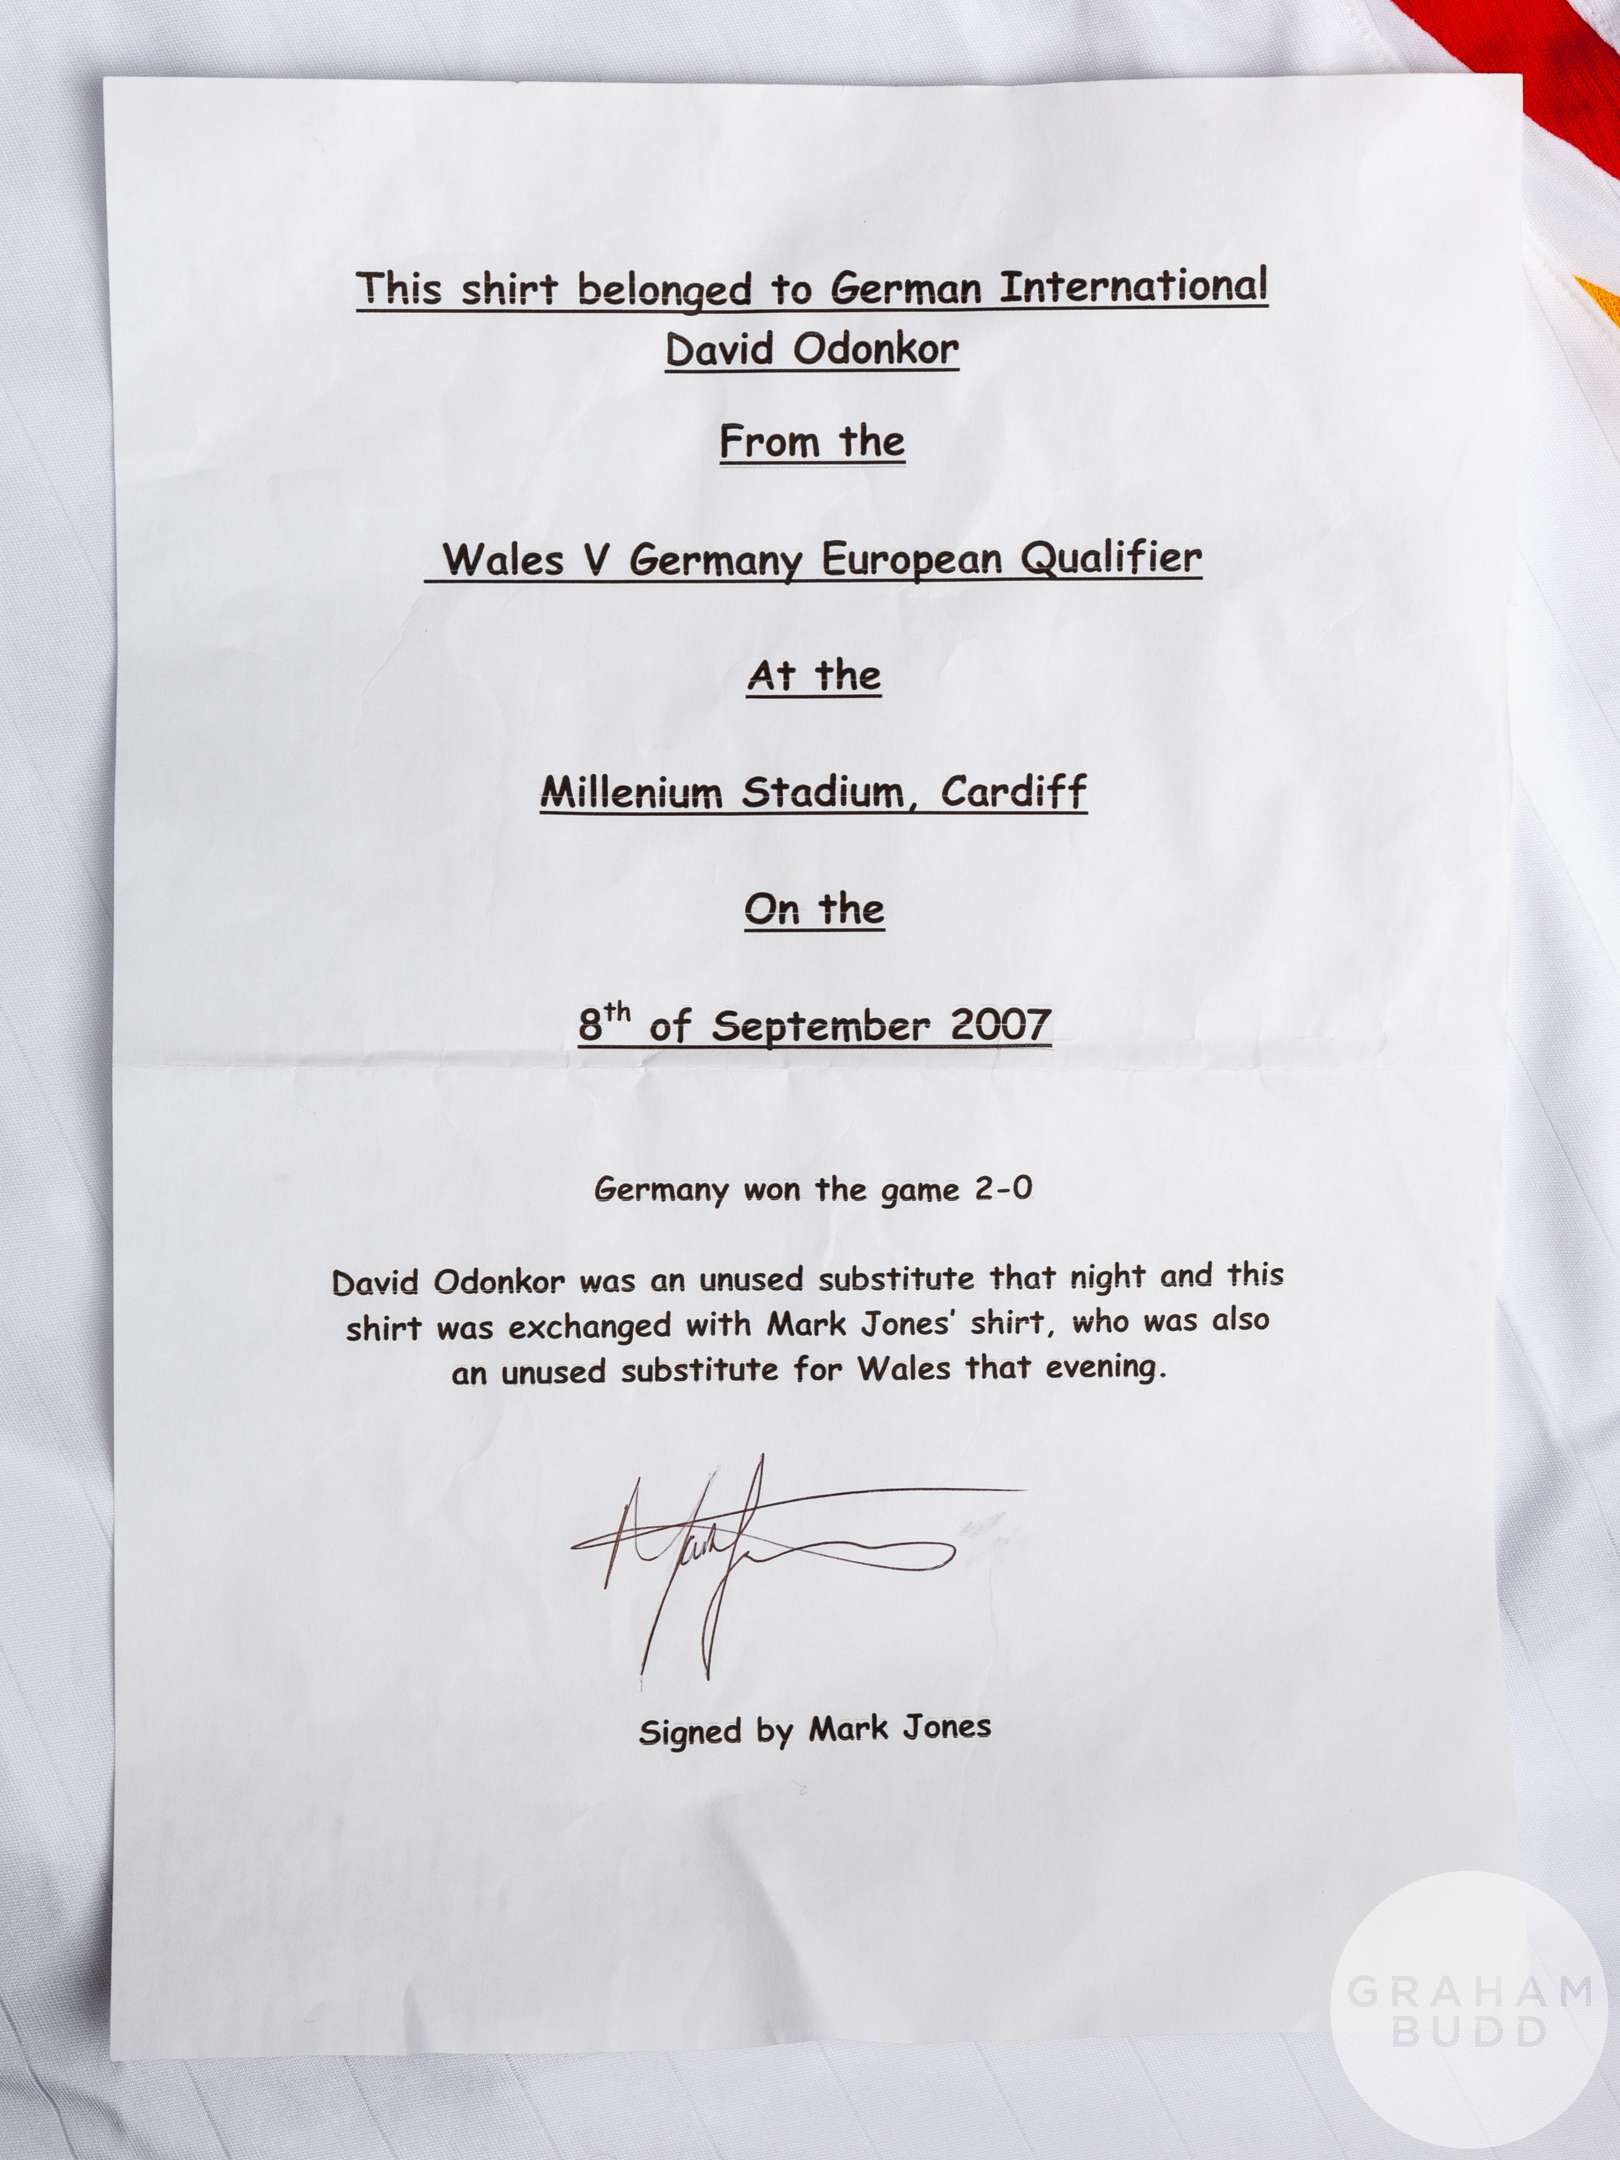 This shirt belonged to German International
David Odonkor
From the
Wales V Germany European Qualifier
At the
Millenium Stadium, Cardiff
On the
8th of September 2007
Germany won the game 2-0
David Odonkor was an unused substitute that night and this
shirt was exchanged with Mark Jones' shirt, who was also
an unused substitute for Wales that evening.
Mark J
Signed by Mark Jones
GRAHAM
BUDD